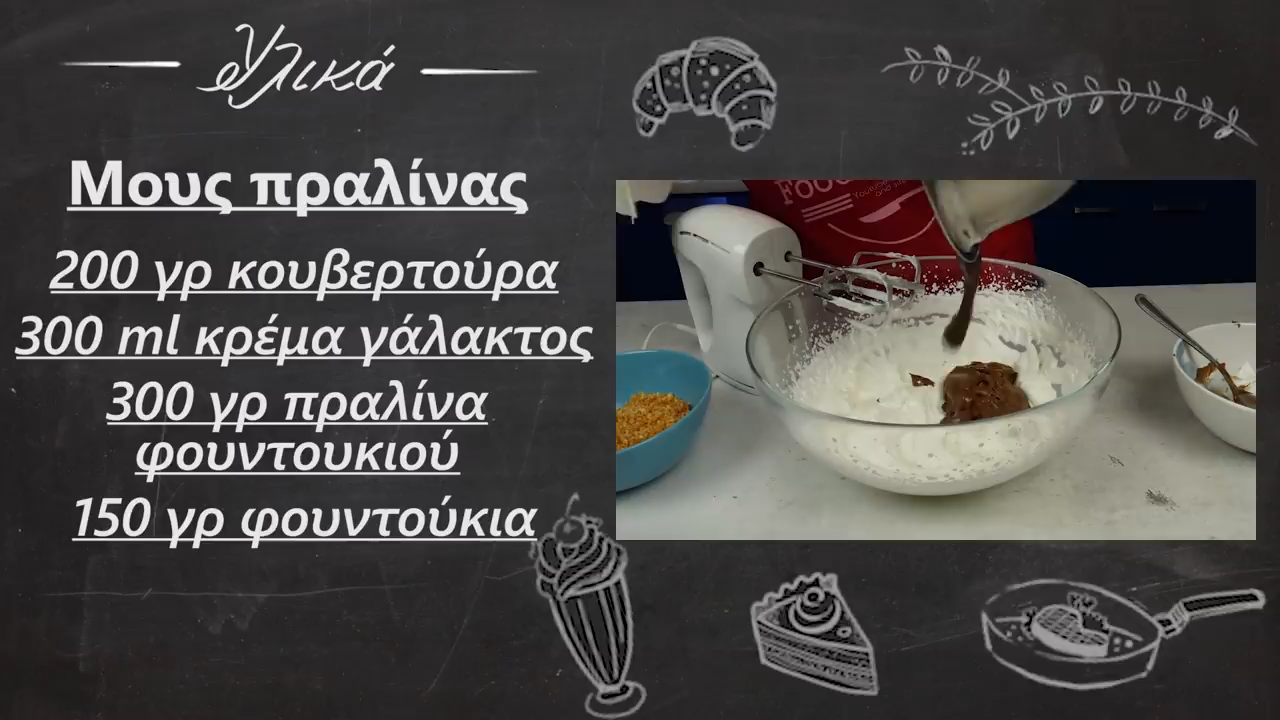 Υλικά
Μους πραλίνας
200 γρ κουβερτούρα
300 ml κρέμα γάλακτος
300 γρ πραλίνα
φουντουκιού
150 γρ φουντούκια